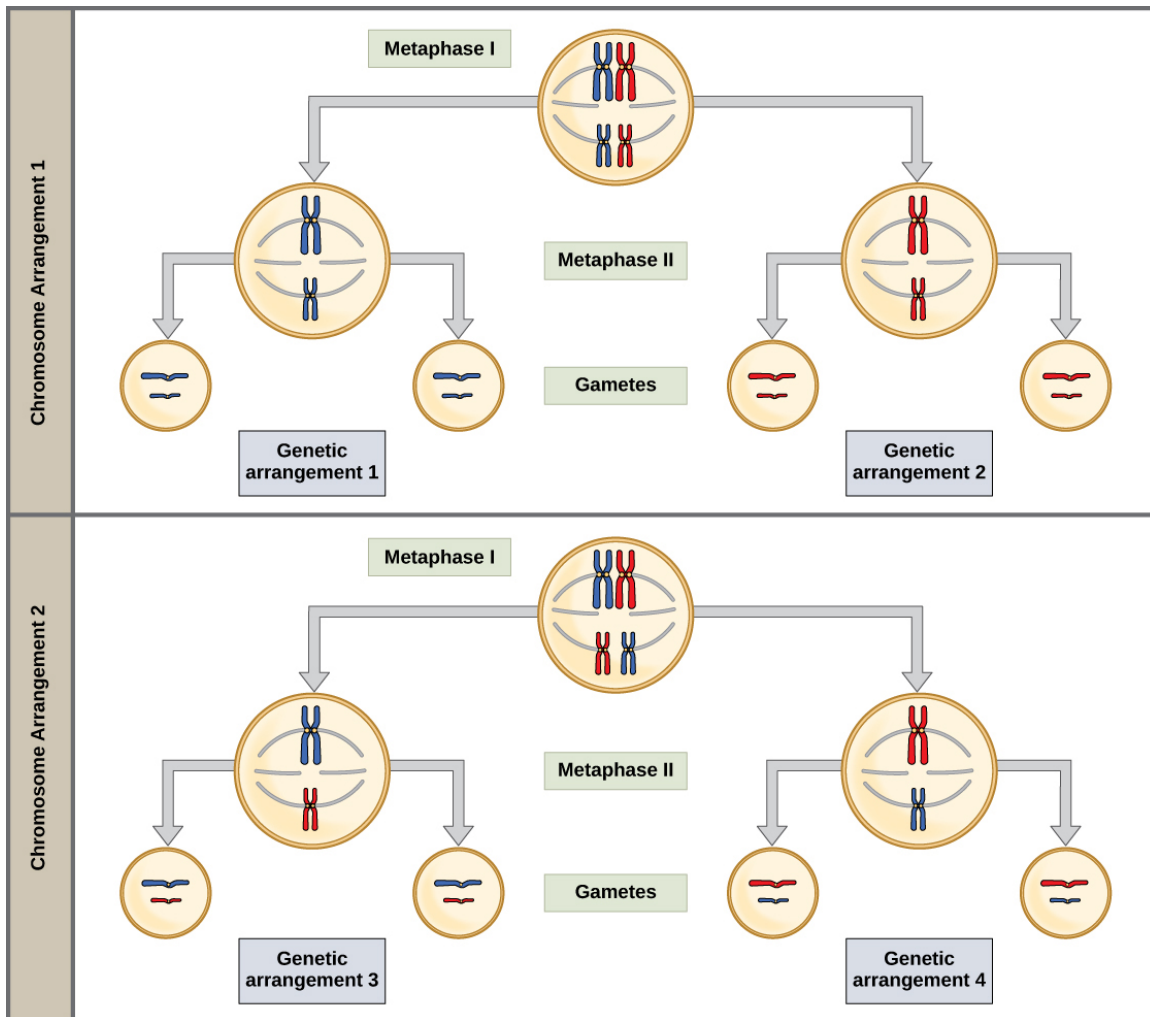 Chromosome Arrangement 1
Metaphase I
Metaphase II
Gametes
Genetic
arrangement 1
Genetic
arrangement 2
Chromosome Arrangement 2
Metaphase I
Metaphase II
Gametes
Genetic
arrangement 3
Genetic
arrangement 4